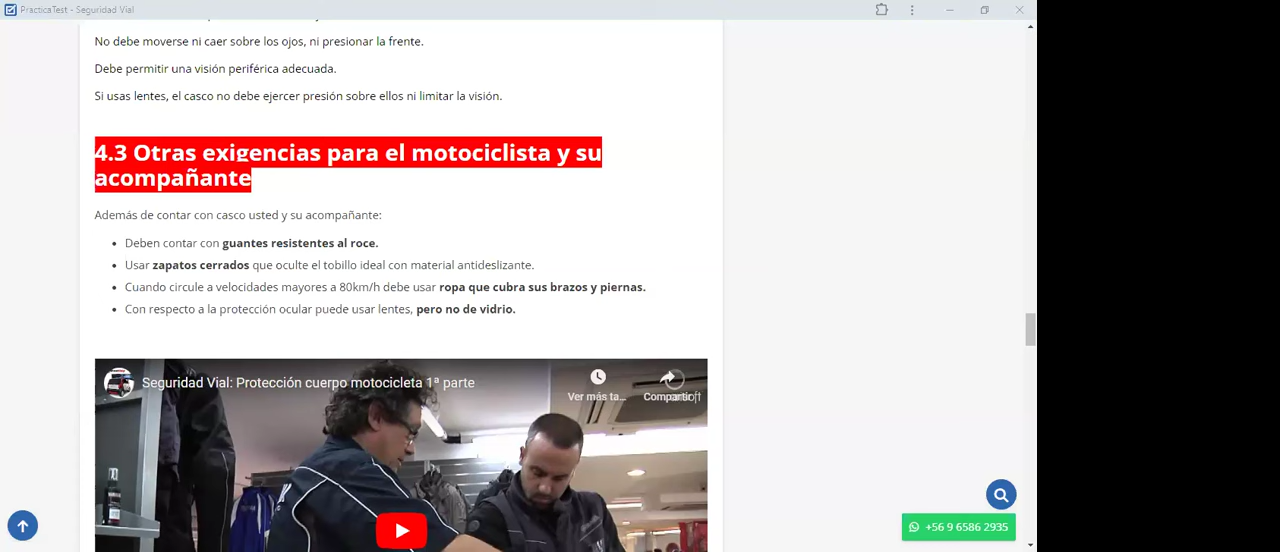 PracticaTest - Seguridad Vial
No debe moverse ni caer sobre los ojos, ni presionar la frente.
Debe permitir una visión periférica adecuada.
Si usas lentes, el casco no debe ejercer presión sobre ellos ni limitar la visión.
4.3 Otras exigencias para el motociclista y su
acompañante
Además de contar con casco usted y su acompañante:
• Deben contar con guantes resistentes al roce.
• Usar zapatos cerrados que oculte el tobillo ideal con material antideslizante.
• Cuando circule a velocidades mayores a 80km/h debe usar ropa que cubra sus brazos y piernas.
• Con respecto a la protección ocular puede usar lentes, pero no de vidrio.
Seguridad Vial: Protección cuerpo motocicleta 1ª parte
Ver más ta...
Compartir
+56 9 6586 2935